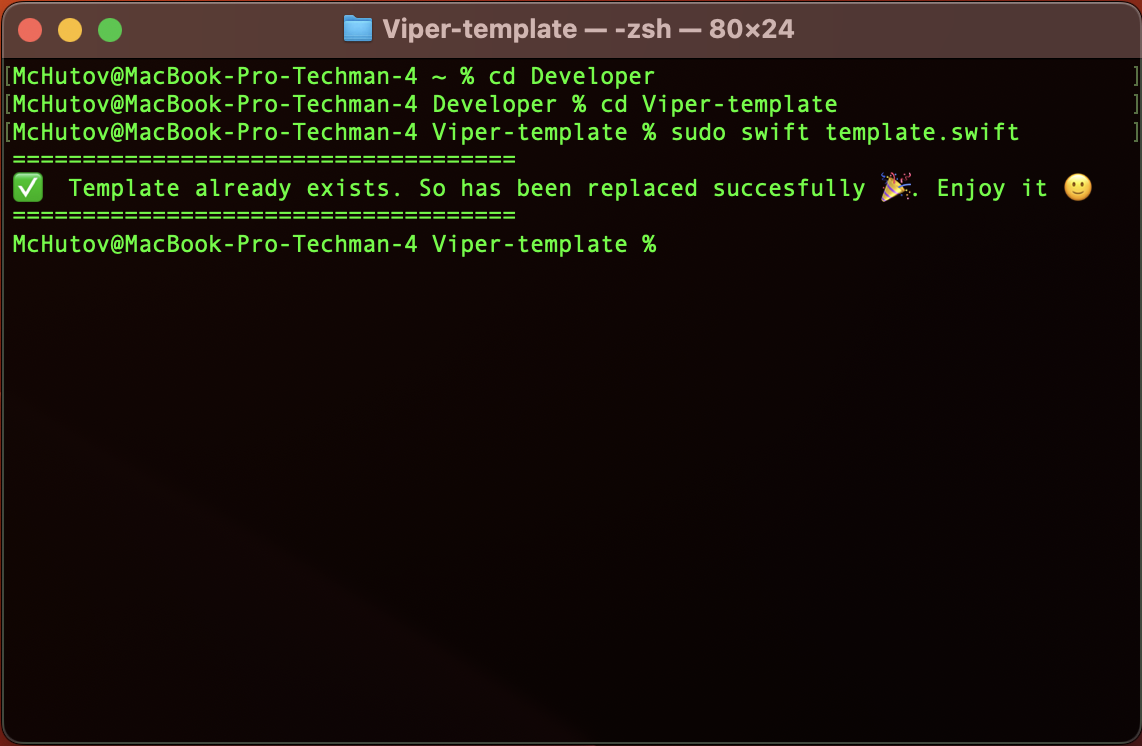 Viper-template — -zsh — 80×24
[McHutov@MacBook-Pro-Techman-4 ~ % cd Developer ]
[McHutov@MacBook-Pro-Techman-4 Developer % cd Viper-template ]
[McHutov@MacBook-Pro-Techman-4 Viper-template % sudo swift template.swift ]
====================================
✅  Template already exists. So has been replaced succesfully 🎉. Enjoy it 🙂
====================================
McHutov@MacBook-Pro-Techman-4 Viper-template %